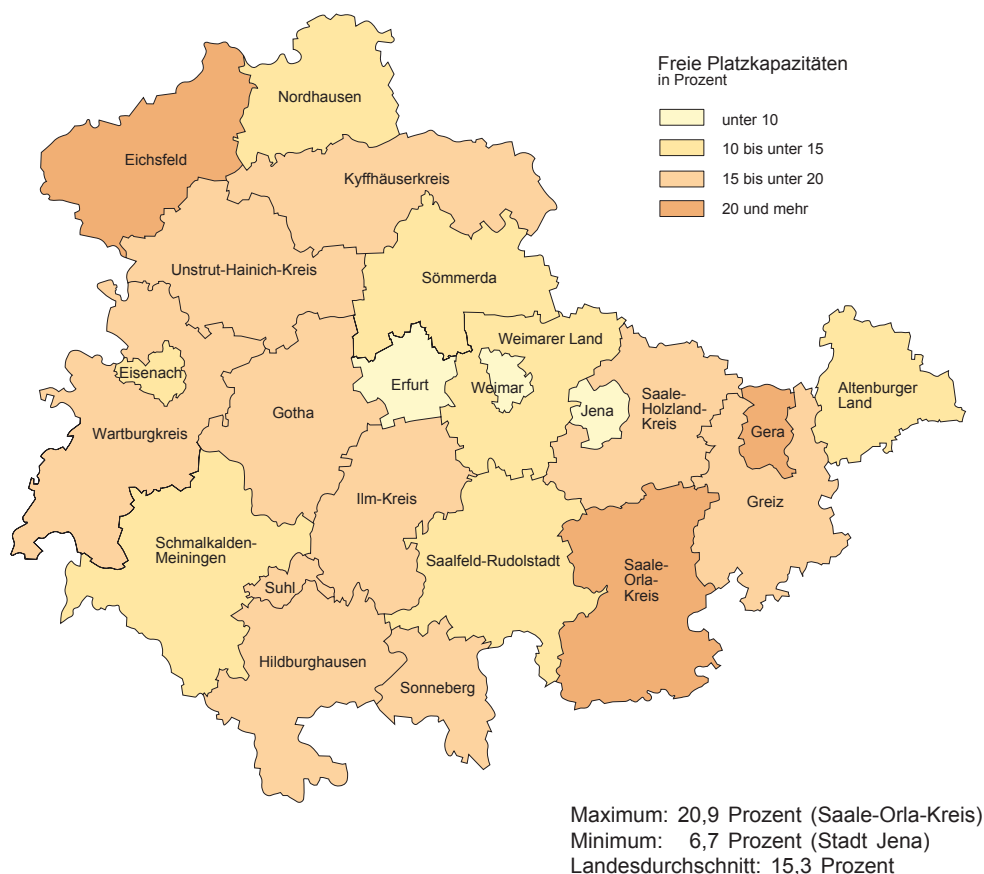 Freie Platzkapazitäten
in Prozent
unter 10
10 bis unter 15
15 bis unter 20
20 und mehr
Nordhausen
Eichsfeld
Kyffhäuserkreis
Unstrut-Hainich-Kreis
Sömmerda
Weimarer Land
Eisenach
Erfurt
Weimar
Altenburger
Land
Saale-
Holzland-
Kreis
Gotha
Jena
Wartburgkreis
Gera
Ilm-Kreis
Greiz
Schmalkalden-
Meiningen
Saalfeld-Rudolstadt
Saale-
Orla-
Kreis
Suhl
Hildburghausen
Sonneberg
Maximum: 20,9 Prozent (Saale-Orla-Kreis)
Minimum: 6,7 Prozent (Stadt Jena)
Landesdurchschnitt: 15,3 Prozent